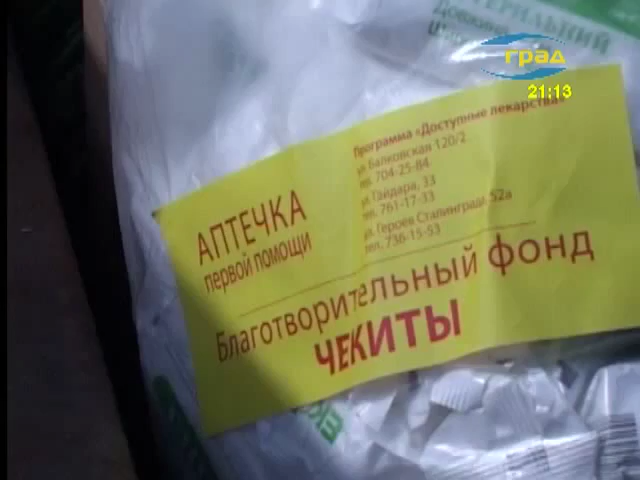 ЕРИЛЬНИЙ
град
21:13
Программа «Доступные лекарства»
ул. Балковская 120/2
тел. 704-25-84
ул. Гайдара, 33
тел. 761-17-33
ул. Героев Сталинграда, 52а
тел. 736-15-53
АПТЕЧКА
первой помощи
Благотворительный фонд
ЧЕКИТЫ